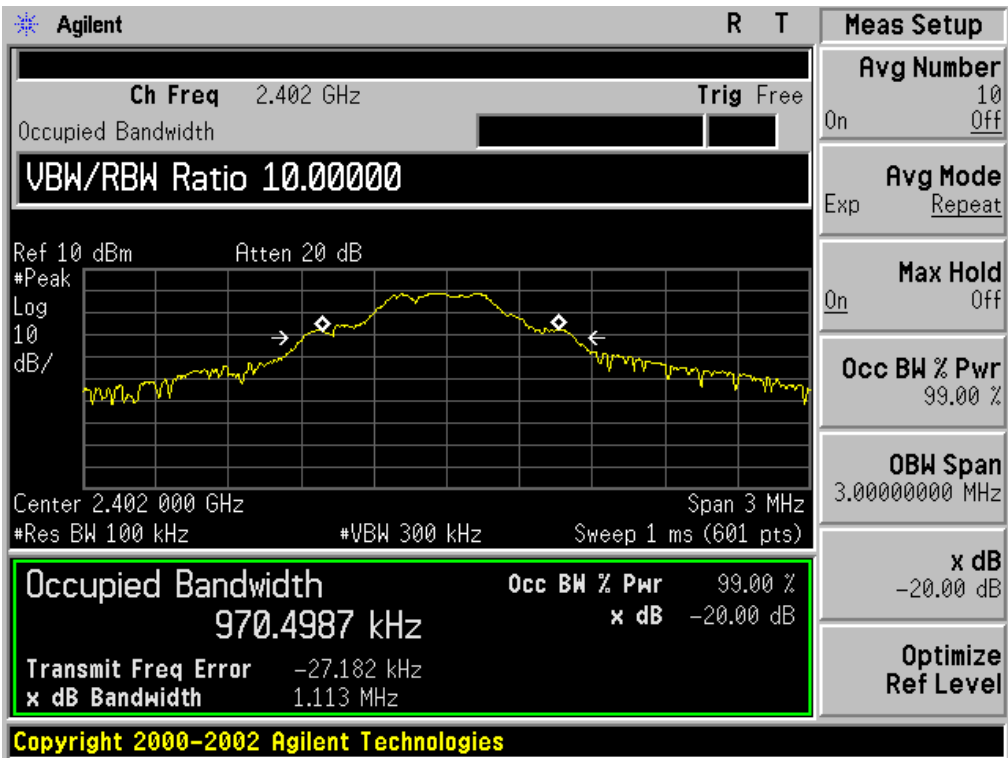 Agilent R T
Ch Freq 2.402 GHz Trig Free
Occupied Bandwidth
VBW/RBW Ratio 10.00000
Ref 10 dBm Atten 20 dB
#Peak
Log
10
dB/
Center 2.402 000 GHz Span 3 MHz
#Res BW 100 kHz #VBW 300 kHz Sweep 1 ms (601 pts)
Occupied Bandwidth Occ BW % Pwr 99.00 %
970.4987 kHz x dB -20.00 dB
Transmit Freq Error -27.182 kHz
x dB Bandwidth 1.113 MHz
Copyright 2000-2002 Agilent Technologies
Meas Setup
Avg Number
10
On Off
Avg Mode
Exp Repeat
Max Hold
On Off
Occ BW % Pwr
99.00 %
OBW Span
3.00000000 MHz
x dB
-20.00 dB
Optimize
Ref Level